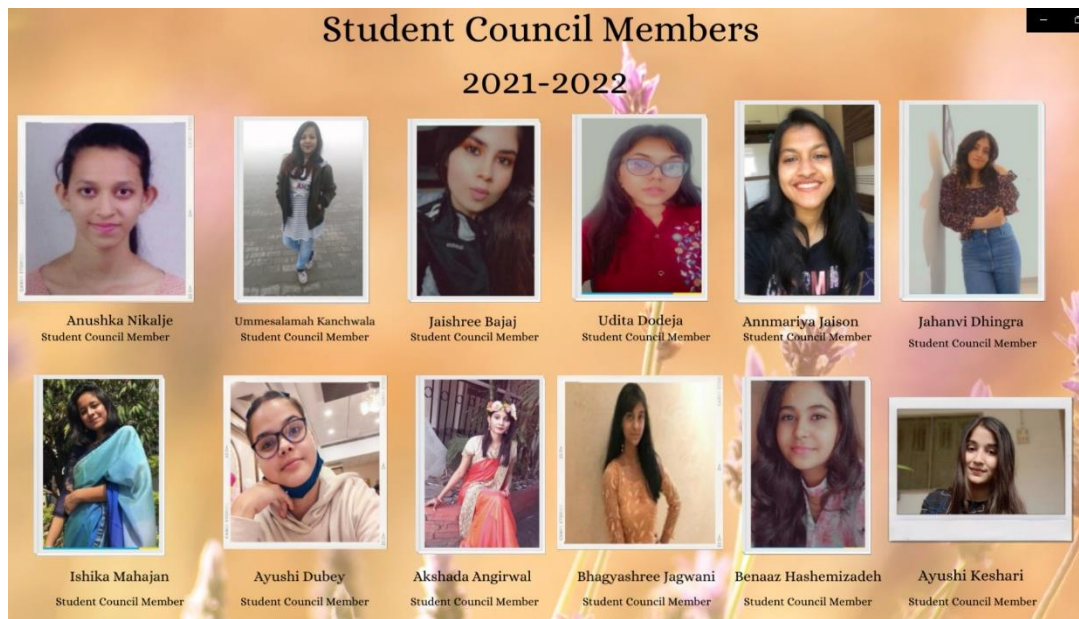 Student Council Members
2021-2022
Anushka Nikalje
Student Council Member
Ummesalamah Kanchwala
Student Council Member
Jaishree Bajaj
Student Council Member
Udita Dodeja
Student Council Member
Annmariya Jaison
Student Council Member
Jahanvi Dhingra
Student Council Member
Ishika Mahajan
Student Council Member
Ayushi Dubey
Student Council Member
Akshada Angirwal
Student Council Member
Bhagyashree Jagwani
Student Council Member
Benaaz Hashemizadeh
Student Council Member
Ayushi Keshari
Student Council Member